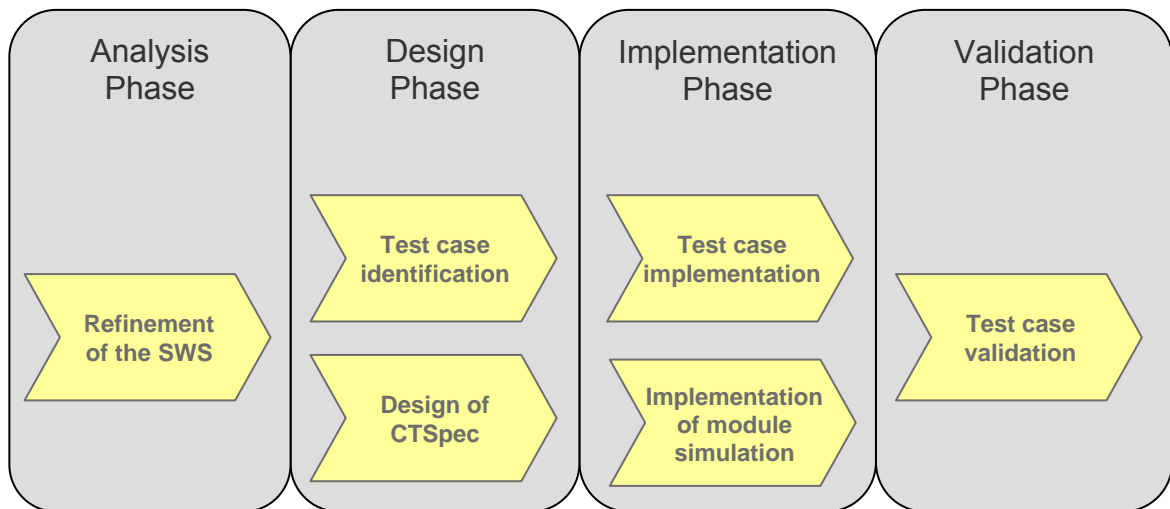 Analysis
Phase
Design
Phase
Implementation
Phase
Validation
Phase
Refinement
of the SWS
Test case
identification
Design of
CTSpec
Test case
implementation
Implementation
of module
simulation
Test case
validation